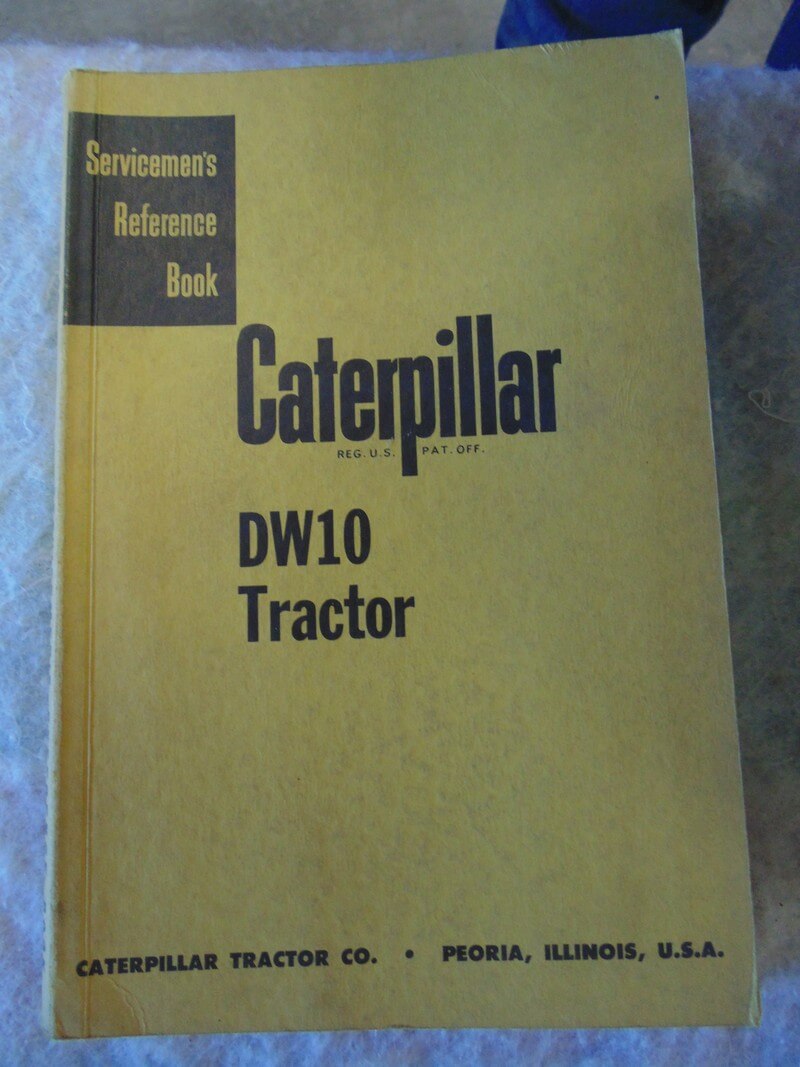 Servicemen's
Reference
Book
Caterpillar
REG. U.S. PAT. OFF.
DW10
Tractor
CATERPILLAR TRACTOR CO. • PEORIA, ILLINOIS, U.S.A.